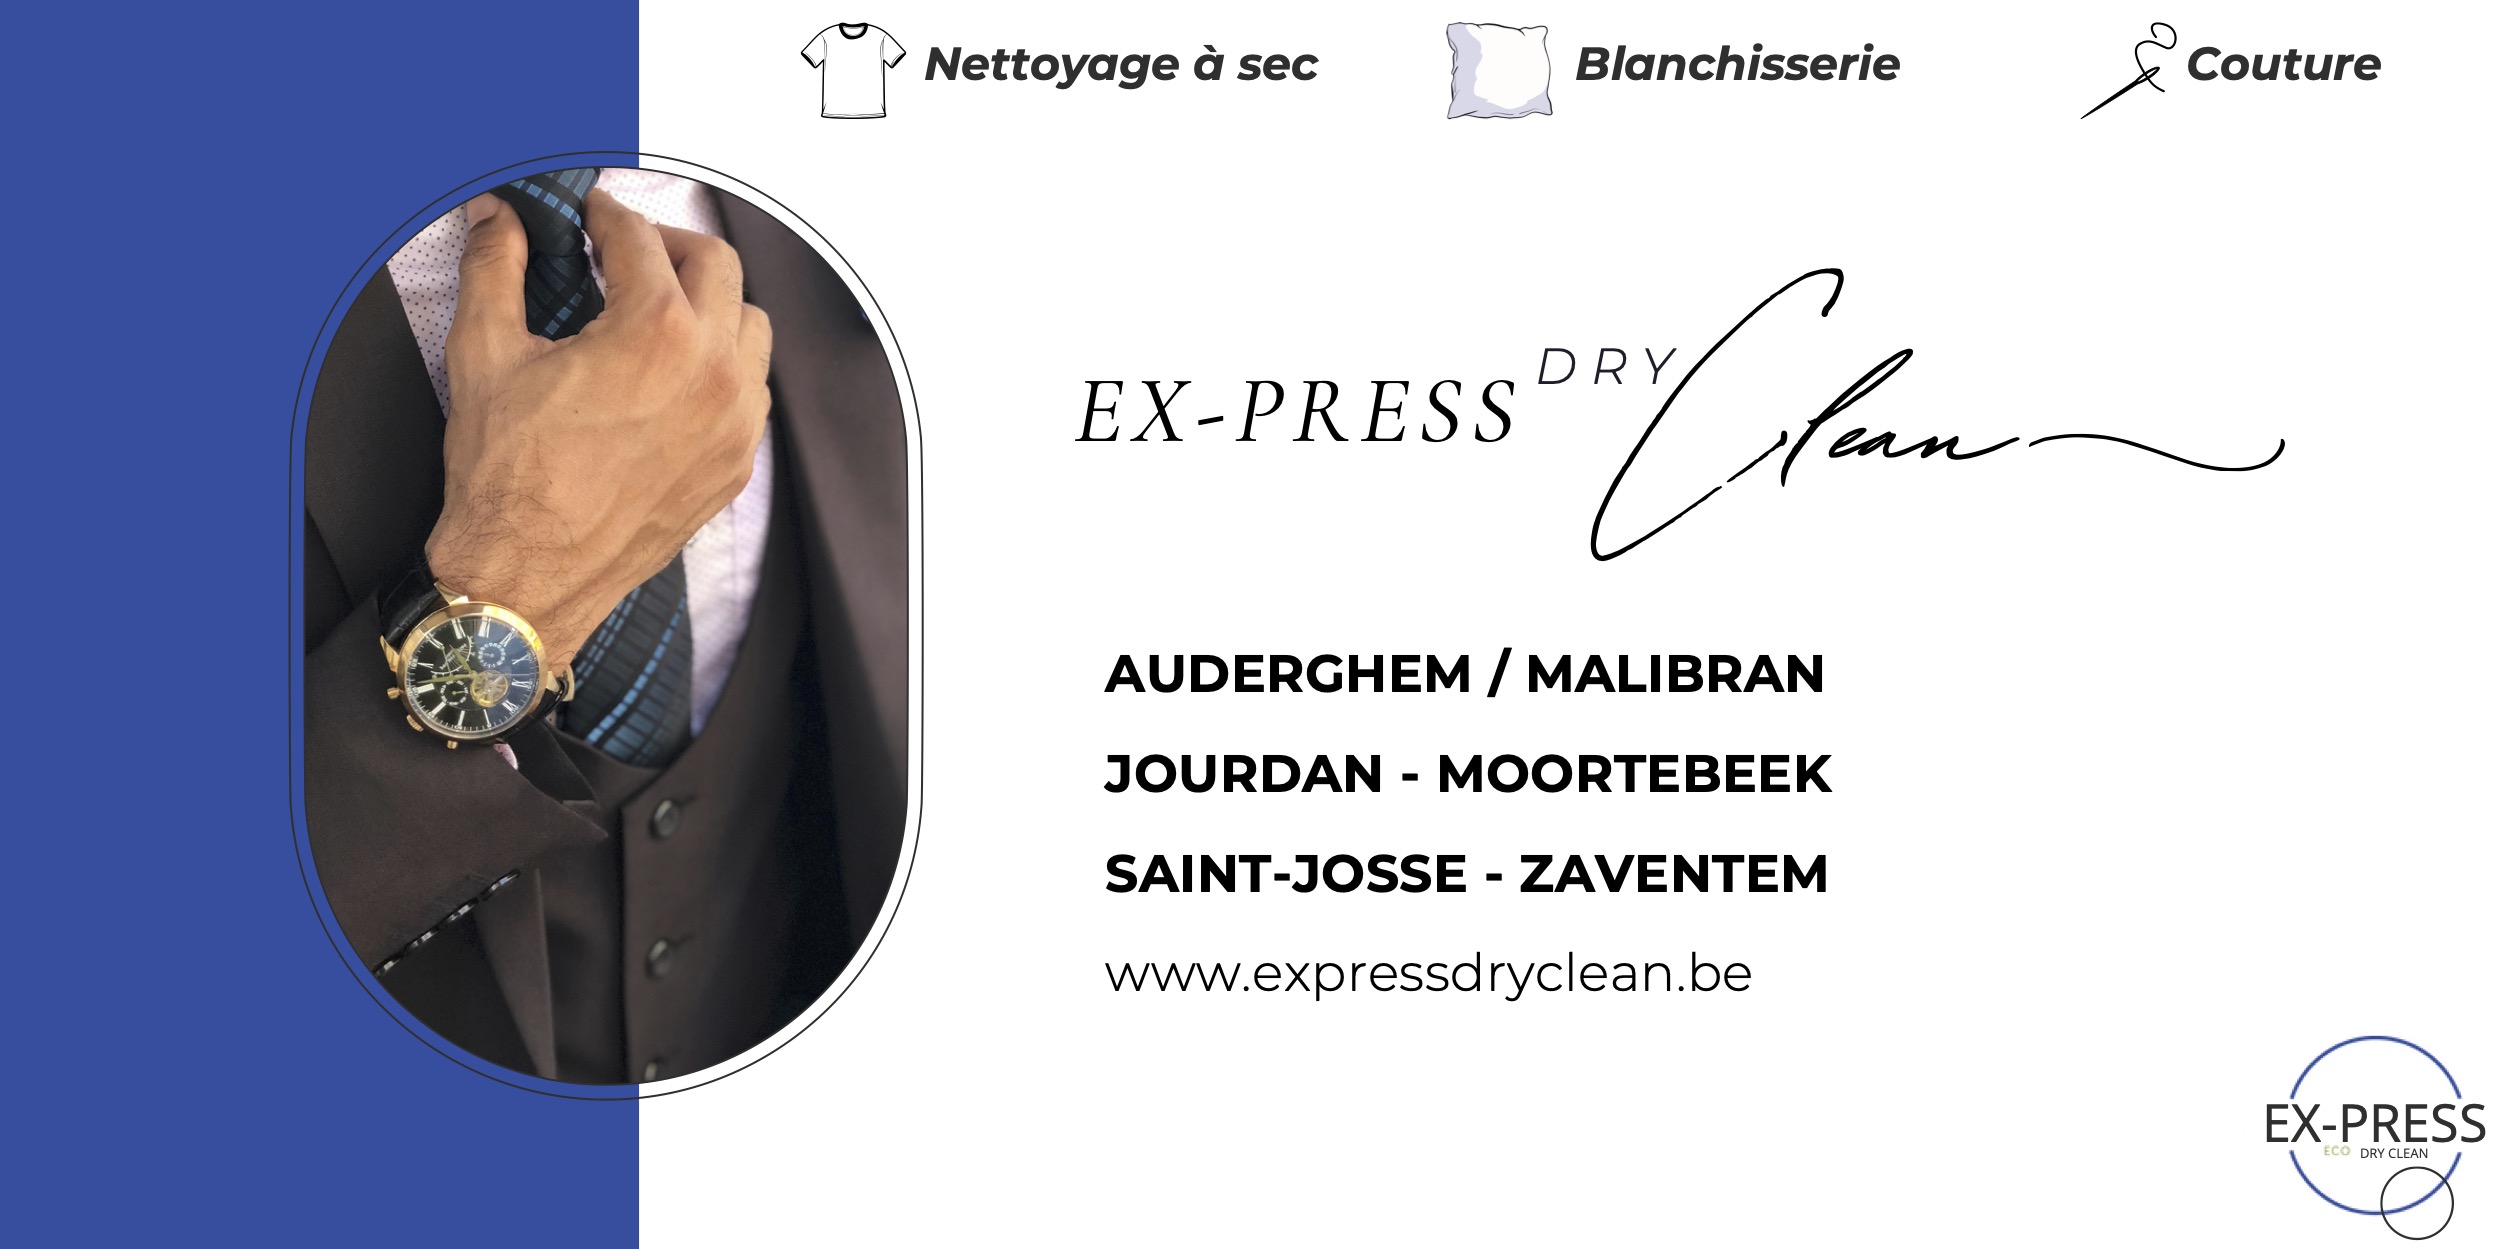 Nettoyage à sec
Blanchisserie
Couture
EX-PRESS DRY Clean
AUDERGHEM / MALIBRAN
JOURDAN - MOORTEBEEK
SAINT-JOSSE - ZAVENTEM
www.expressdryclean.be
EX-PRESS
ECO DRY CLEAN